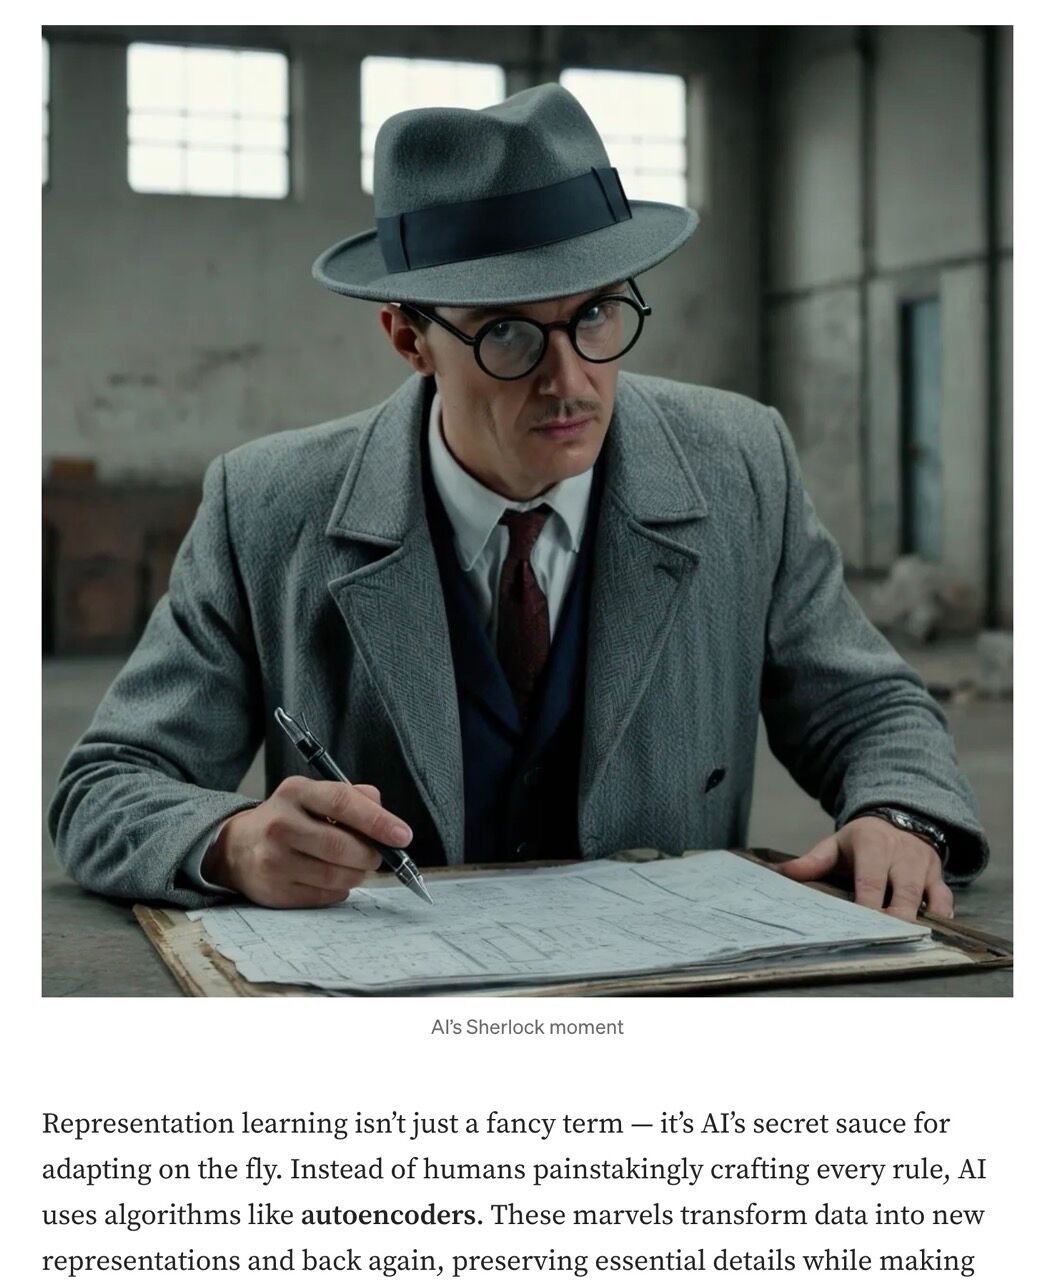 AI’s Sherlock moment
Representation learning isn’t just a fancy term — it’s AI’s secret sauce for
adapting on the fly. Instead of humans painstakingly crafting every rule, AI
uses algorithms like autoencoders. These marvels transform data into new
representations and back again, preserving essential details while making